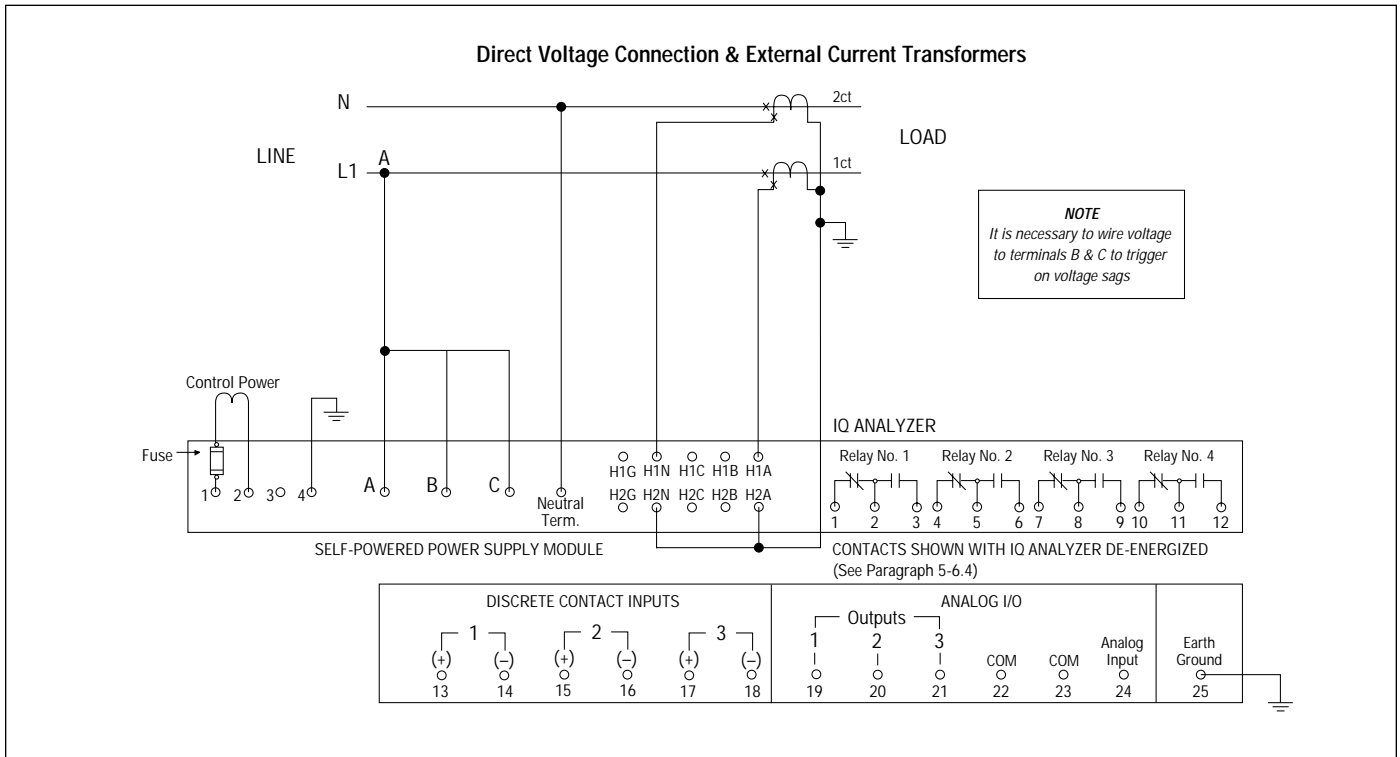 Direct Voltage Connection & External Current Transformers
N
2ct
LINE
LOAD
A
L1
1ct
NOTE
It is necessary to wire voltage
to terminals B & C to trigger
on voltage sags
Control Power
IQ ANALYZER
Fuse
H1G H1N H1C H1B H1A
Relay No. 1 Relay No. 2 Relay No. 3 Relay No. 4
1 2 3 4 A B C
Neutral
Term.
H2G H2N H2C H2B H2A
1 2 3 4 5 6 7 8 9 10 11 12
SELF-POWERED POWER SUPPLY MODULE
CONTACTS SHOWN WITH IQ ANALYZER DE-ENERGIZED
(See Paragraph 5-6.4)
DISCRETE CONTACT INPUTS
1 2 3
(+) (–) (+) (–) (+) (–)
13 14 15 16 17 18
ANALOG I/O
Outputs
1 2 3
COM COM
Analog
Input
19 20 21 22 23 24
Earth
Ground
25